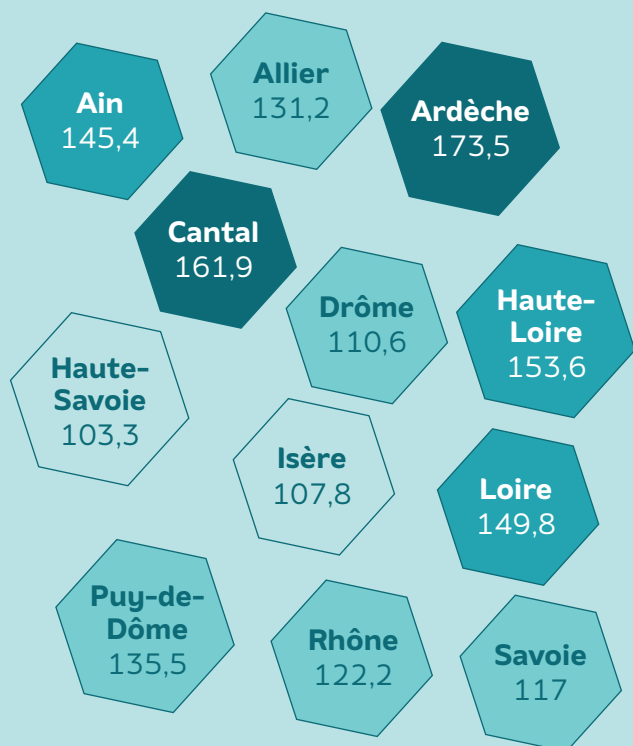 Ain
145,4
Allier
131,2
Ardèche
173,5
Cantal
161,9
Drôme
110,6
Haute-
Loire
153,6
Haute-
Savoie
103,3
Isère
107,8
Loire
149,8
Puy-de-
Dôme
135,5
Rhône
122,2
Savoie
117